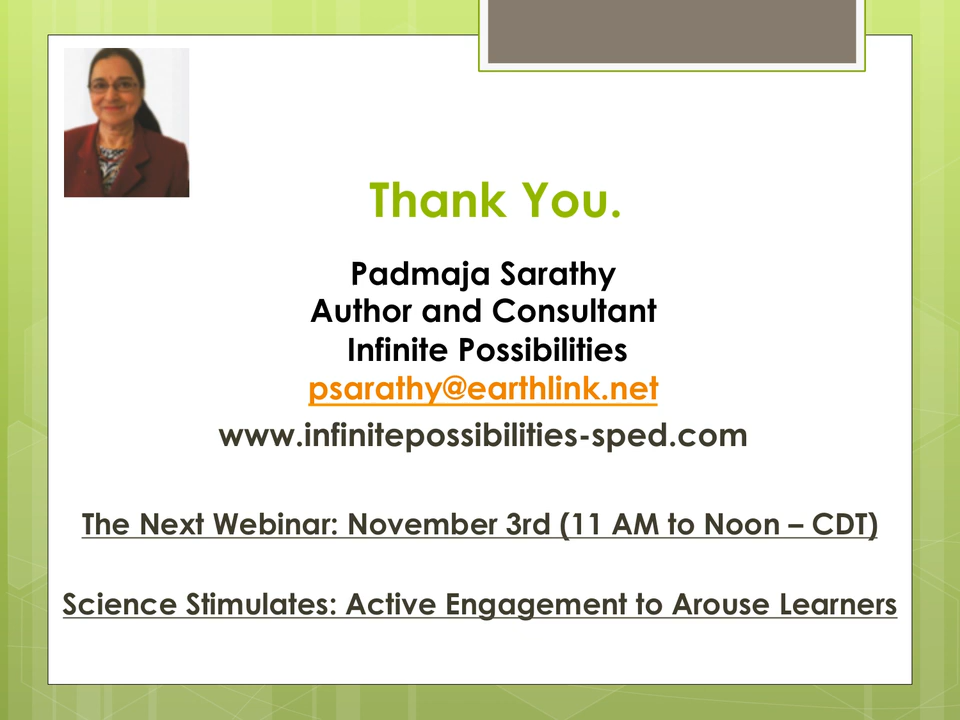 Thank You.
Padmaja Sarathy
Author and Consultant
Infinite Possibilities
psarathy@earthlink.net
www.infinitepossibilities-sped.com
The Next Webinar: November 3rd (11 AM to Noon – CDT)
Science Stimulates: Active Engagement to Arouse Learners